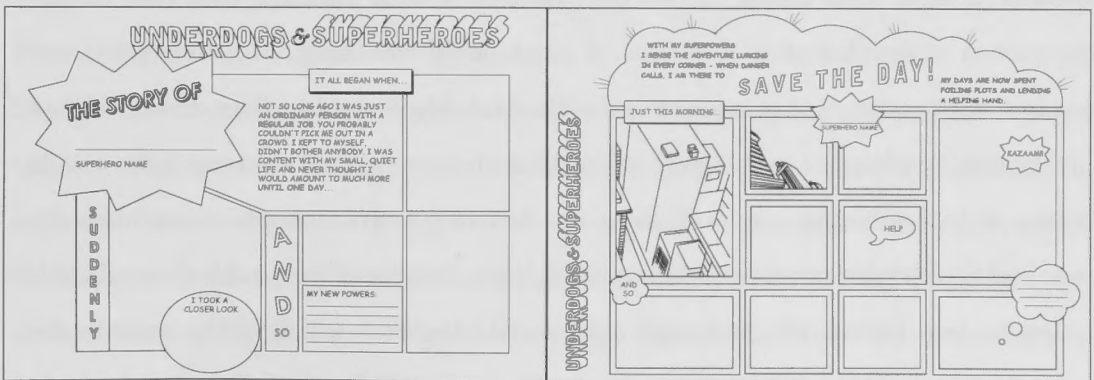 UNDERDOGS & SUPERHEROES
THE STORY OF
SUPERHERO NAME
IT ALL BEGAN WHEN...
NOT SO LONG AGO I WAS JUST
AN ORDINARY PERSON WITH A
REGULAR JOB. YOU PROBABLY
COULDN'T PICK ME OUT IN A
CROWD. I KEPT TO MYSELF,
DIDN'T BOTHER ANYBODY. I WAS
CONTENT WITH MY SMALL, QUIET
LIFE AND NEVER THOUGHT I
WOULD AMOUNT TO MUCH MORE
UNTIL ONE DAY...
SUDDENLY
I TOOK A
CLOSER LOOK
AND
SO
MY NEW POWERS:
UNDERDOGS & SUPERHEROES
WITH MY SUPERPOWERS
I SENSE THE ADVENTURE LURKING
IN EVERY CORNER - WHEN DANGER
CALLS, I AM THERE TO
SAVE THE DAY!
MY DAYS ARE NOW SPENT
FOILING PLOTS AND LENDING
A HELPING HAND.
JUST THIS MORNING...
SUPERHERO NAME
KAZAAM!!
HELP
AND
SO